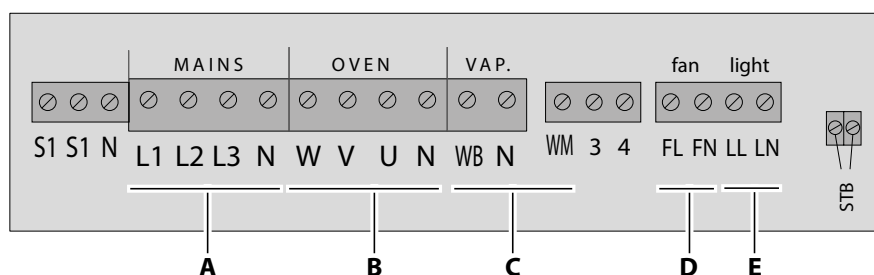 MAINS OVEN VAP. fan light
S1 S1 N L1 L2 L3 N W V U N WB N WM 3 4 FL FN LL LN
STB
A B C D E